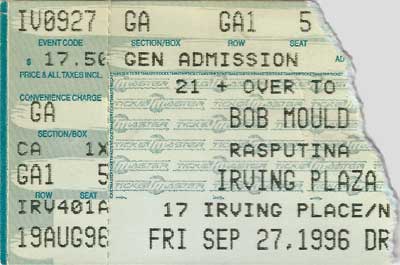 IV0927 GA GA1 5
EVENT CODE SECTION/BOX ROW SEAT
$ 17.50 GEN ADMISSION
PRICE & ALL TAXES INCL.
21 + OVER TO
CONVENIENCE CHARGE
GA BOB MOULD
SECTION/BOX
CA 1X RASPUTINA
TICKETMASTER
GA1 5 IRVING PLAZA
ROW SEAT
IRV401A 17 IRVING PLACE/N
19AUG96 FRI SEP 27,1996 DR